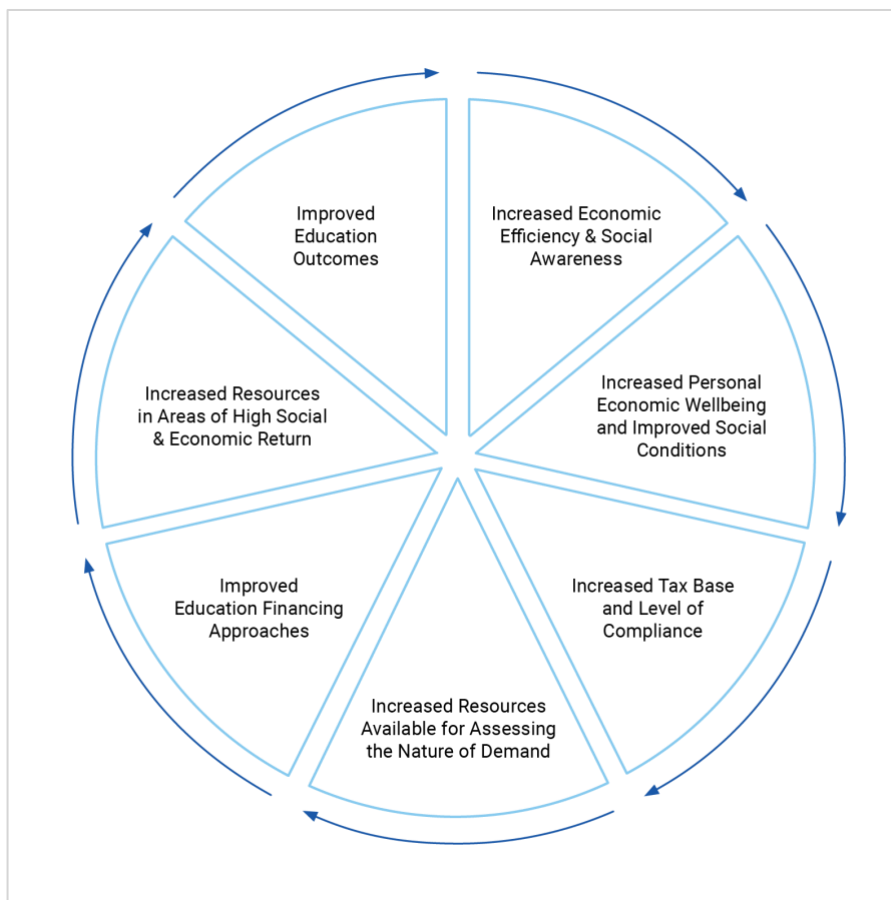 Improved
Education
Outcomes
Increased Economic
Efficiency & Social
Awareness
Increased Personal
Economic Wellbeing
and Improved Social
Conditions
Increased Tax Base
and Level of
Compliance
Increased Resources
Available for Assessing
the Nature of Demand
Improved
Education Financing
Approaches
Increased Resources
in Areas of High Social
& Economic Return